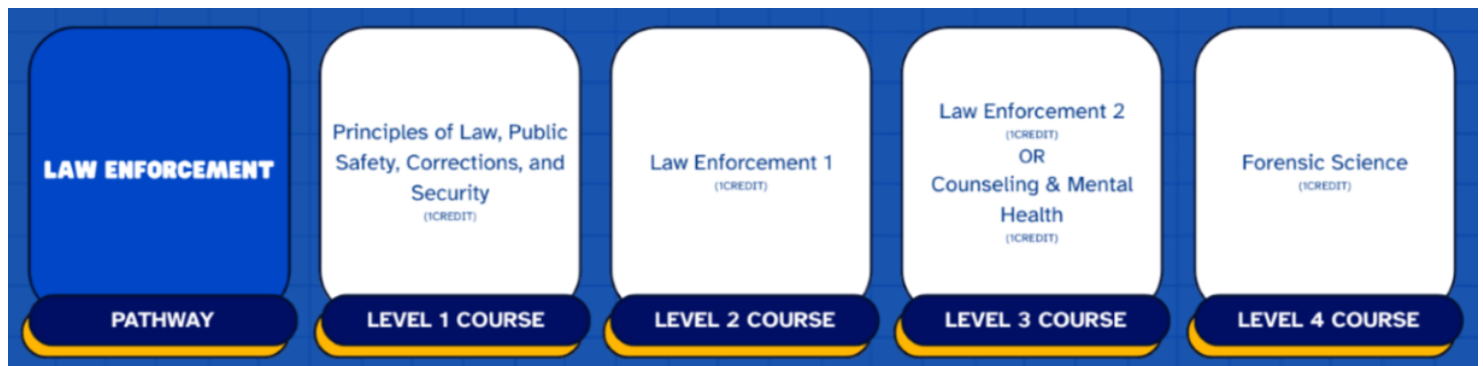 LAW ENFORCEMENT
PATHWAY
Principles of Law, Public
Safety, Corrections, and
Security
(1CREDIT)
LEVEL 1 COURSE
Law Enforcement 1
(1CREDIT)
LEVEL 2 COURSE
Law Enforcement 2
(1CREDIT)
OR
Counseling & Mental
Health
(1CREDIT)
LEVEL 3 COURSE
Forensic Science
(1CREDIT)
LEVEL 4 COURSE